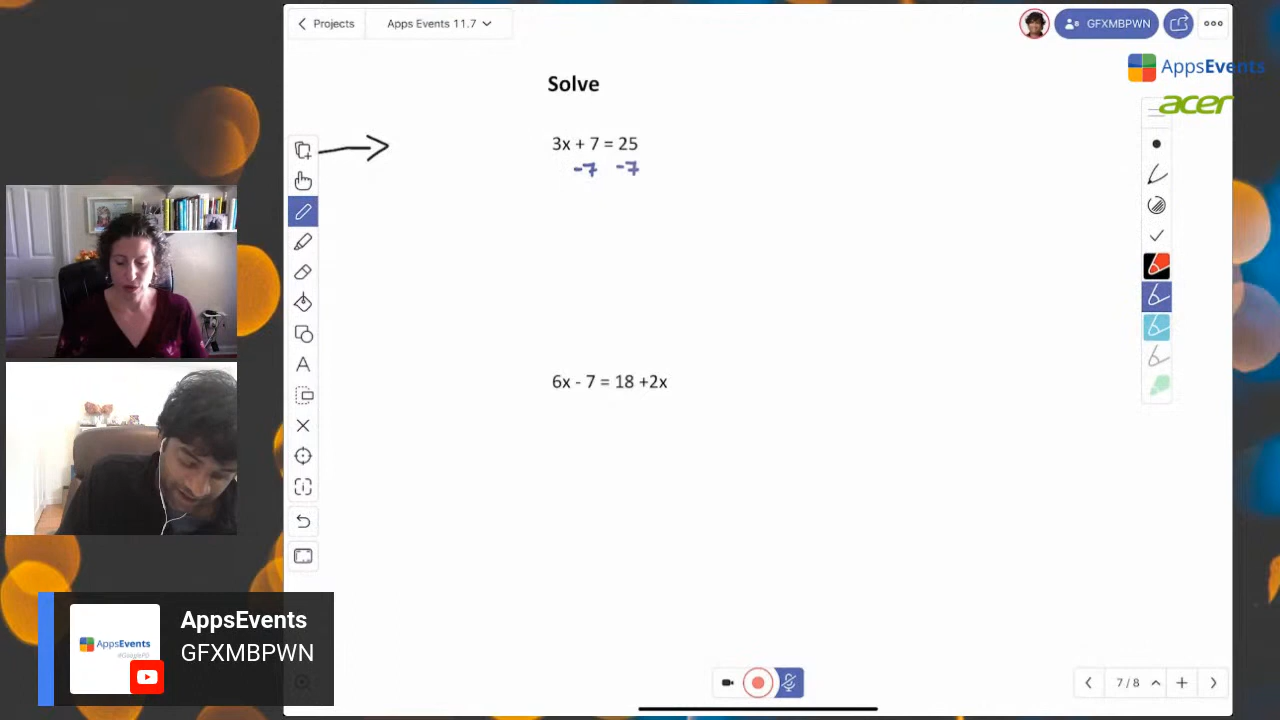 Projects
Apps Events 11.7
GFXMBPWN
AppsEvents
acer
Solve
3x + 7 = 25
-7 -7
6x - 7 = 18 +2x
A
AppsEvents
AppsEvents
GFXMBPWN
7 / 8